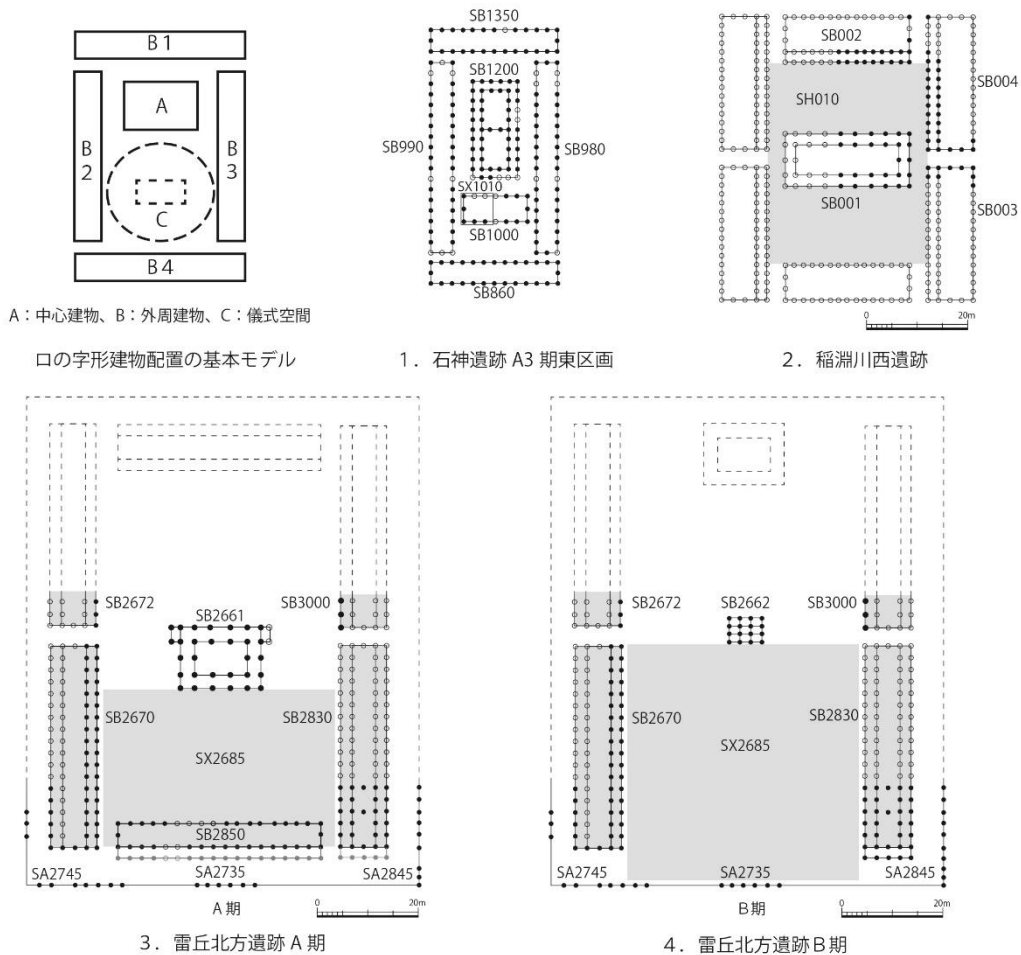 B1
A
B
2
B
3
C
B4
A：中心建物、B：外周建物、C：儀式空間
ロの字形建物配置の基本モデル
SB1350
SB1200
SB990
SB980
SX1010
SB1000
SB860
1．石神遺跡 A3 期東区画
SB002
SB004
SH010
SB001
SB003
0
20m
2．稲淵川西遺跡
SB2672
SB2661
SB3000
SB2670
SB2830
SX2685
SB2850
SA2745
SA2735
SA2845
A 期
0
20m
3．雷丘北方遺跡 A 期
SB2672
SB2662
SB3000
SB2670
SB2830
SX2685
SA2745
SA2735
SA2845
B期
0
20m
4．雷丘北方遺跡 B 期